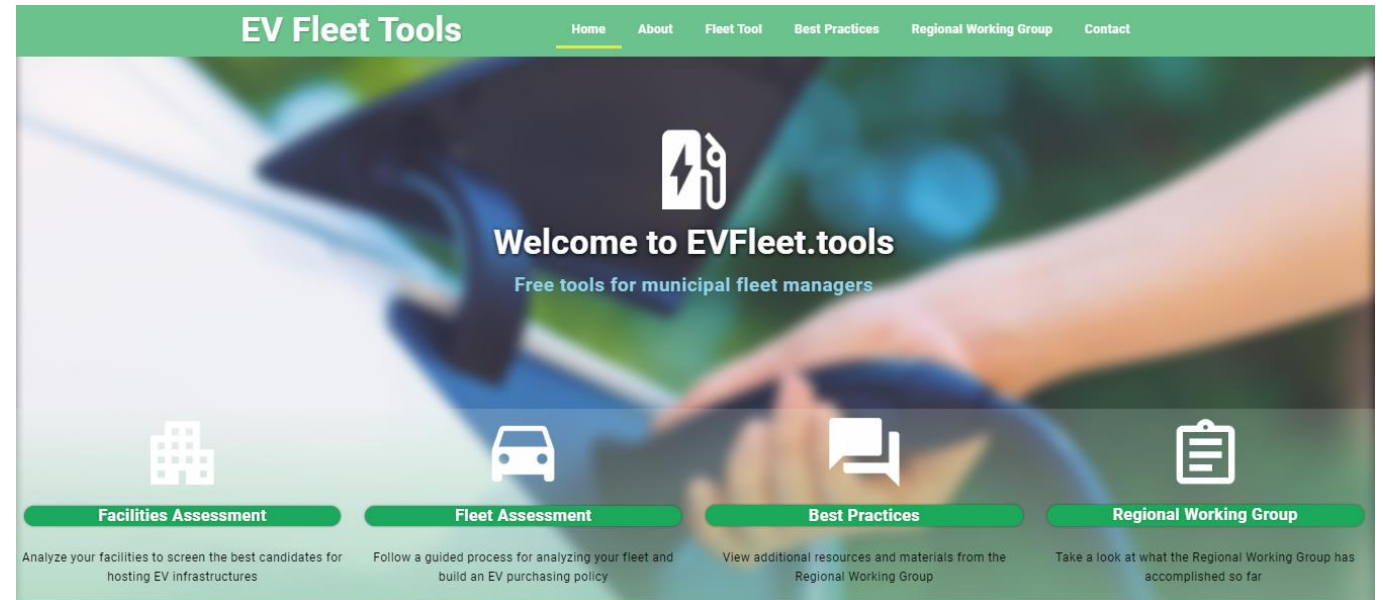 EV Fleet Tools
Home About Fleet Tool Best Practices Regional Working Group Contact
Welcome to EVFleet.tools
Free tools for municipal fleet managers
Facilities Assessment
Analyze your facilities to screen the best candidates for
hosting EV infrastructures
Fleet Assessment
Follow a guided process for analyzing your fleet and
build an EV purchasing policy
Best Practices
View additional resources and materials from the
Regional Working Group
Regional Working Group
Take a look at what the Regional Working Group has
accomplished so far